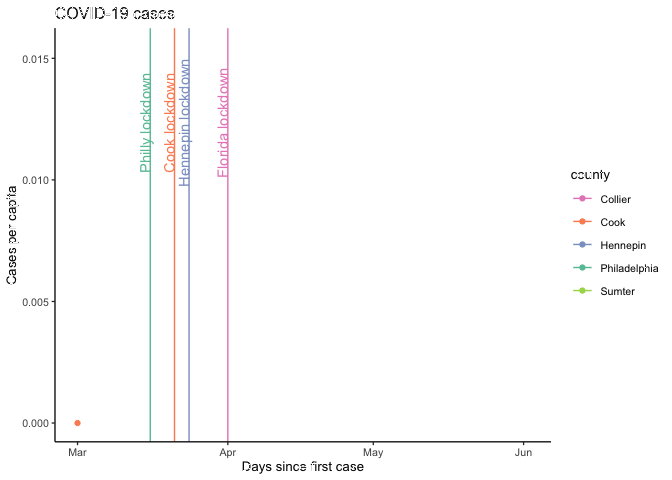 COVID-19 cases
0.015
0.010
0.005
0.000
Cases per capita
Philly lockdown
Cook lockdown
Hennepin lockdown
Florida lockdown
Mar
Apr
May
Jun
Days since first case
county
Collier
Cook
Hennepin
Philadelphia
Sumter